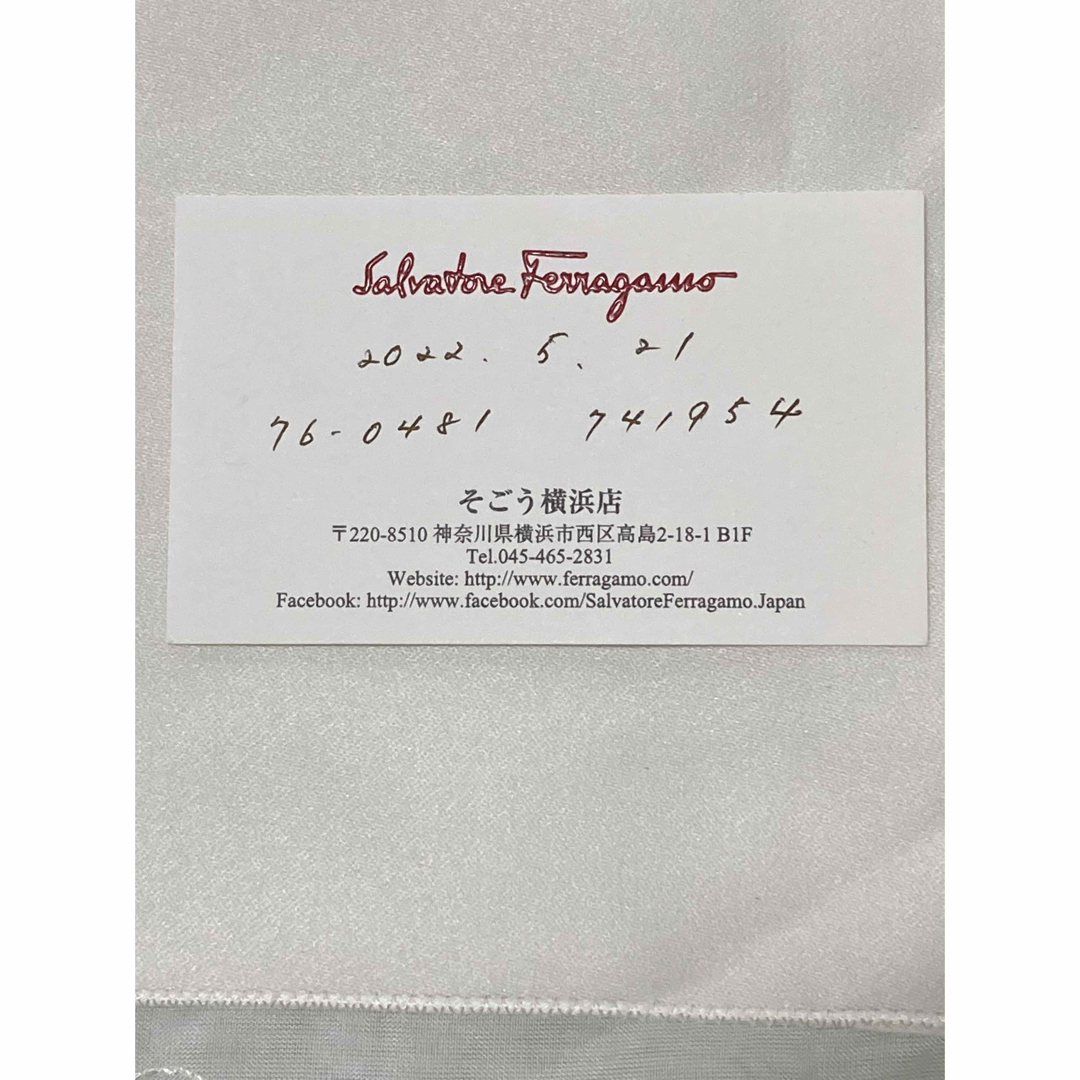 Salvatore Ferragamo
2022. 5. 21
76-0481 741954
そごう横浜店
〒220-8510 神奈川県横浜市西区高島2-18-1 B1F
Tel.045-465-2831
Website: http://www.ferragamo.com/
Facebook: http://www.facebook.com/SalvatoreFerragamo.Japan